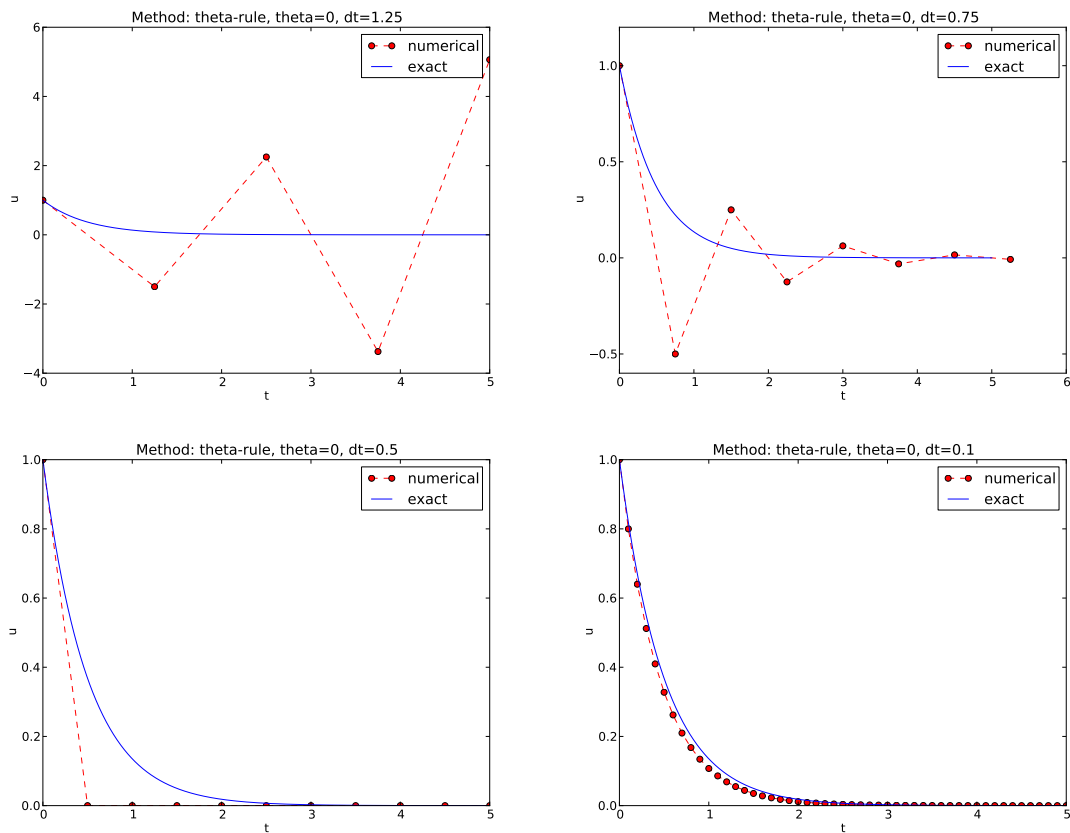 Method: theta-rule, theta=0, dt=1.25
6
4
2
0
−2
−4
u
numerical
exact
0 1 2 3 4 5
t
Method: theta-rule, theta=0, dt=0.75
1.0
0.5
0.0
−0.5
u
numerical
exact
0 1 2 3 4 5 6
t
Method: theta-rule, theta=0, dt=0.5
1.0
0.8
0.6
0.4
0.2
0.0
u
numerical
exact
0 1 2 3 4 5
t
Method: theta-rule, theta=0, dt=0.1
1.0
0.8
0.6
0.4
0.2
0.0
u
numerical
exact
0 1 2 3 4 5
t